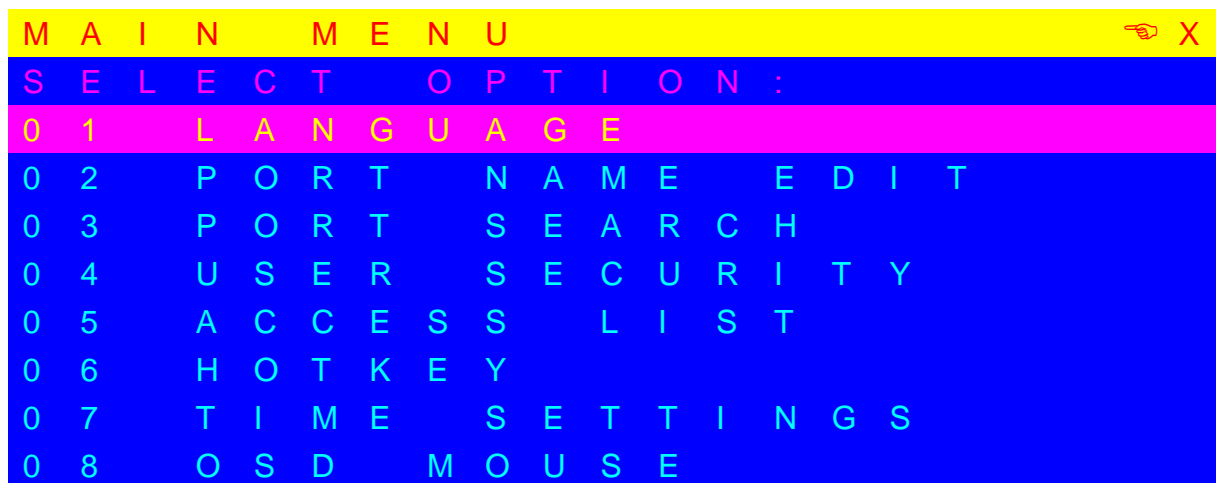 MAIN MENU ☜ X
SELECT OPTION:
01 LANGUAGE
02 PORT NAME EDIT
03 PORT SEARCH
04 USER SECURITY
05 ACCESS LIST
06 HOTKEY
07 TIME SETTINGS
08 OSD MOUSE